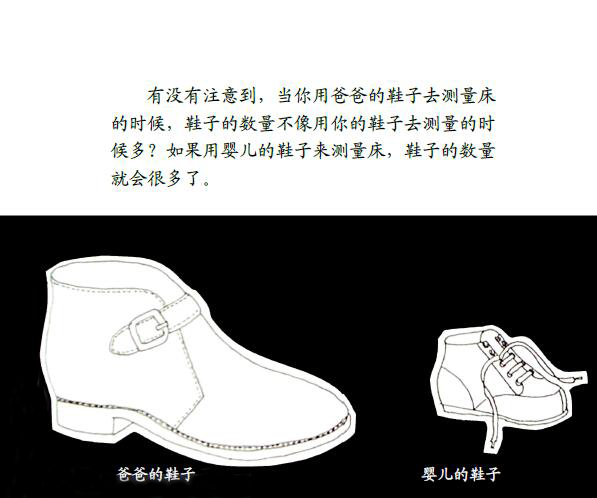 有没有注意到，当你用爸爸的鞋子去测量床
的时候，鞋子的数量不像用你的鞋子去测量的时
候多？如果用婴儿的鞋子来测量床，鞋子的数量
就会很多了。
爸爸的鞋子
婴儿的鞋子